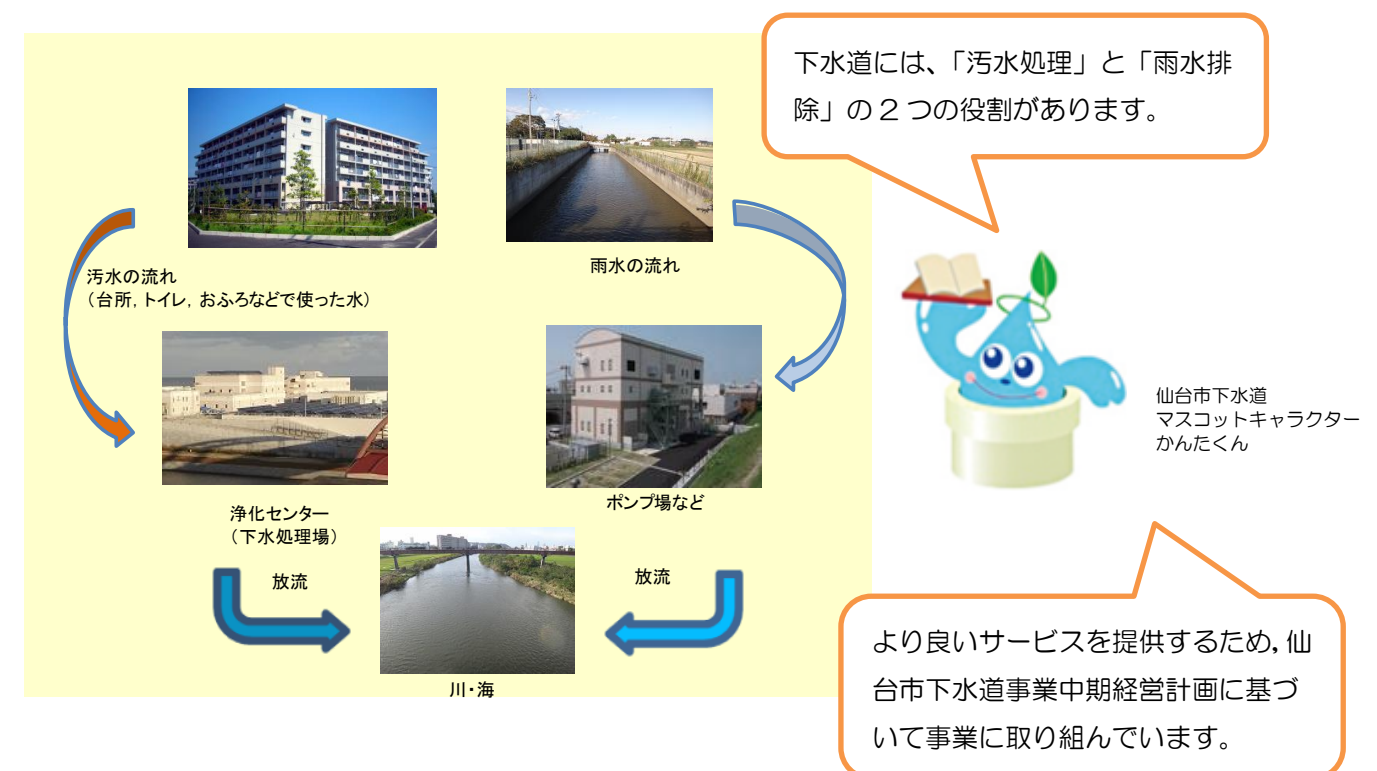 下水道には、「汚水処理」と「雨水排
除」の２つの役割があります。
汚水の流れ
（台所，トイレ，おふろなどで使った水）
雨水の流れ
浄化センター
（下水処理場）
ポンプ場など
放流
放流
川・海
仙台市下水道
マスコットキャラクター
かんたくん
より良いサービスを提供するため，仙
台市下水道事業中期経営計画に基づ
いて事業に取り組んでいます。